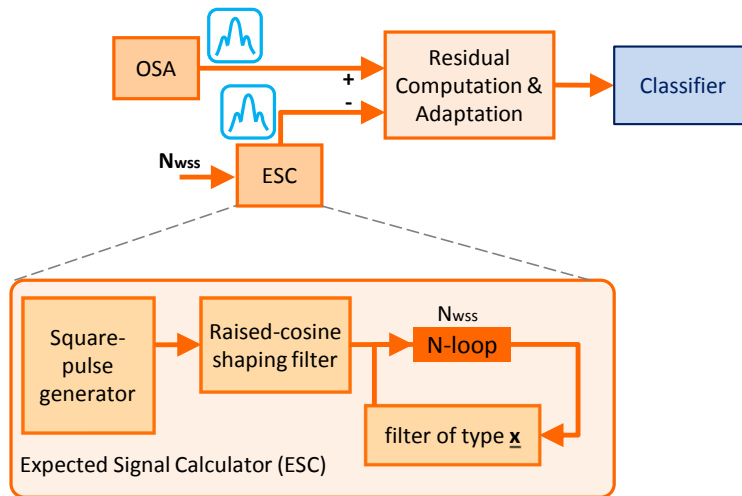 OSA
+
-
Residual
Computation &
Adaptation
Classifier
Nwss
ESC
Square-
pulse
generator
Raised-cosine
shaping filter
Nwss
N-loop
filter of type x
Expected Signal Calculator (ESC)